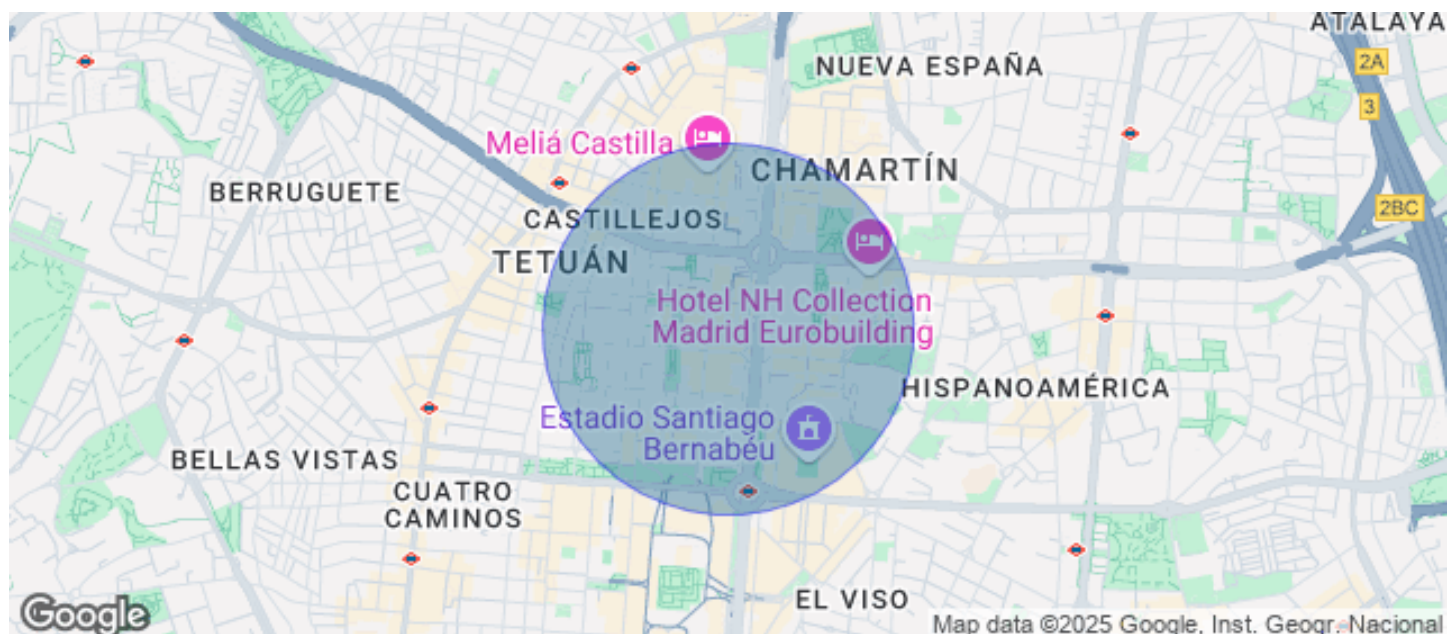 ATALAYA
2A
NUEVA ESPAÑA
3
Meliá Castilla
CHAMARTÍN
BERRUGUETE
2BC
CASTILLEJOS
TETUÁN
Hotel NH Collection
Madrid Eurobuilding
HISPANOAMÉRICA
Estadio Santiago
Bernabéu
BELLAS VISTAS
CUATRO
CAMINOS
EL VISO
Google
Map data ©2025 Google, Inst. Geogr. Nacional